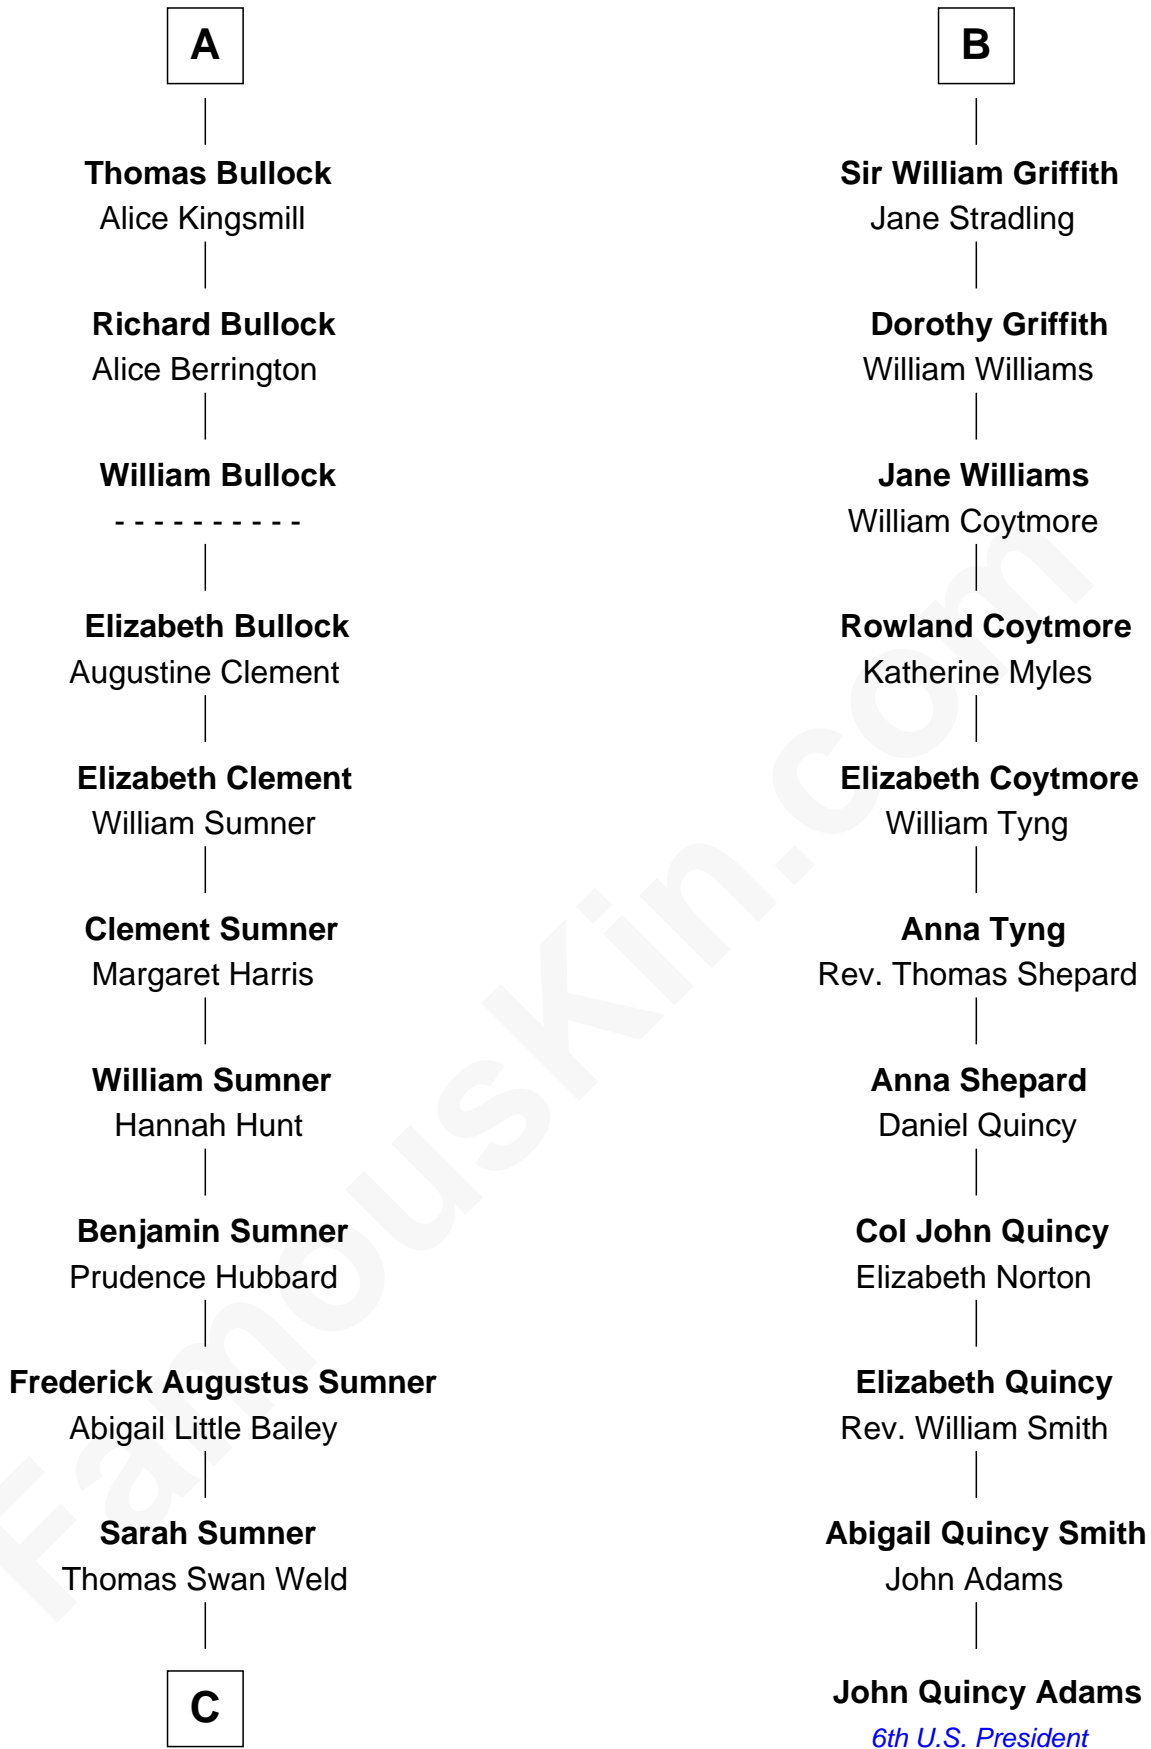 A
Thomas Bullock
Alice Kingsmill
Richard Bullock
Alice Berrington
William Bullock
- - - - - - - - - -
Elizabeth Bullock
Augustine Clement
Elizabeth Clement
William Sumner
Clement Sumner
Margaret Harris
William Sumner
Hannah Hunt
Benjamin Sumner
Prudence Hubbard
Frederick Augustus Sumner
Abigail Little Bailey
Sarah Sumner
Thomas Swan Weld
C
B
Sir William Griffith
Jane Stradling
Dorothy Griffith
William Williams
Jane Williams
William Coytmore
Rowland Coytmore
Katherine Myles
Elizabeth Coytmore
William Tyng
Anna Tyng
Rev. Thomas Shepard
Anna Shepard
Daniel Quincy
Col John Quincy
Elizabeth Norton
Elizabeth Quincy
Rev. William Smith
Abigail Quincy Smith
John Adams
John Quincy Adams
6th U.S. President
FamousKin.com